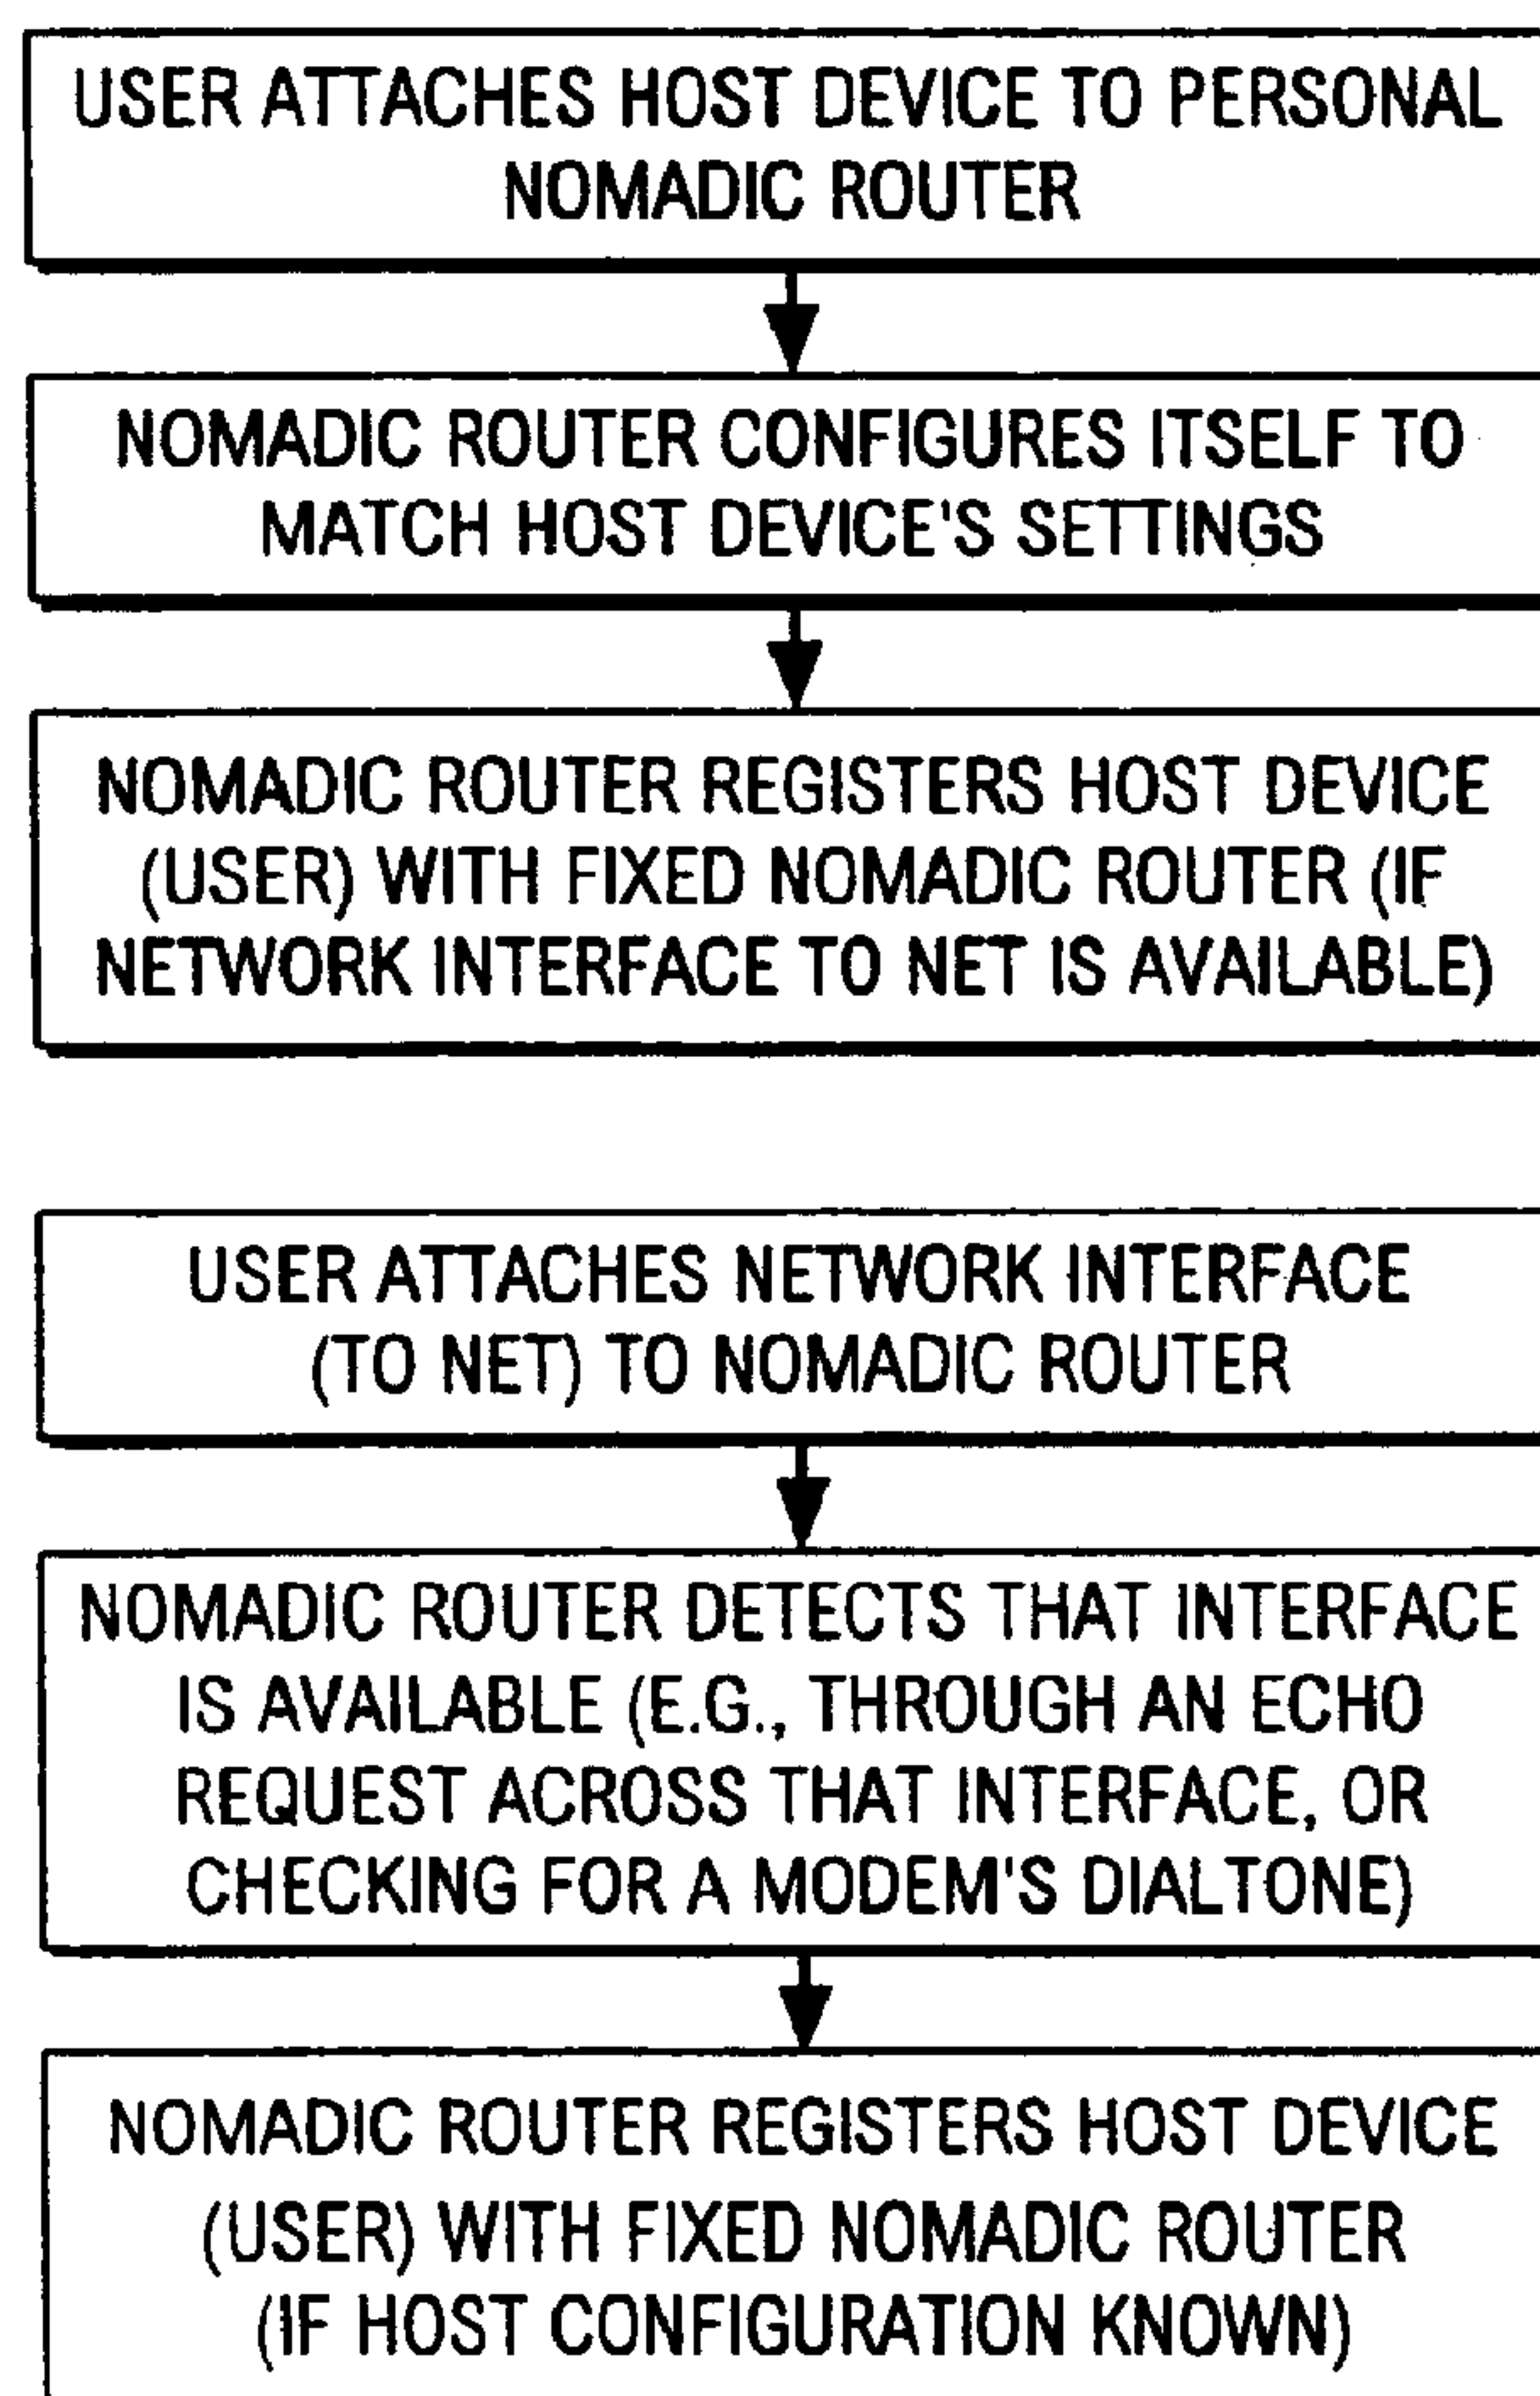 USER ATTACHES HOST DEVICE TO PERSONAL
NOMADIC ROUTER
NOMADIC ROUTER CONFIGURES ITSELF TO
MATCH HOST DEVICE'S SETTINGS
NOMADIC ROUTER REGISTERS HOST DEVICE
(USER) WITH FIXED NOMADIC ROUTER (IF
NETWORK INTERFACE TO NET IS AVAILABLE)
USER ATTACHES NETWORK INTERFACE
(TO NET) TO NOMADIC ROUTER
NOMADIC ROUTER DETECTS THAT INTERFACE
IS AVAILABLE (E.G., THROUGH AN ECHO
REQUEST ACROSS THAT INTERFACE, OR
CHECKING FOR A MODEM'S DIALTONE)
NOMADIC ROUTER REGISTERS HOST DEVICE
(USER) WITH FIXED NOMADIC ROUTER
(IF HOST CONFIGURATION KNOWN)